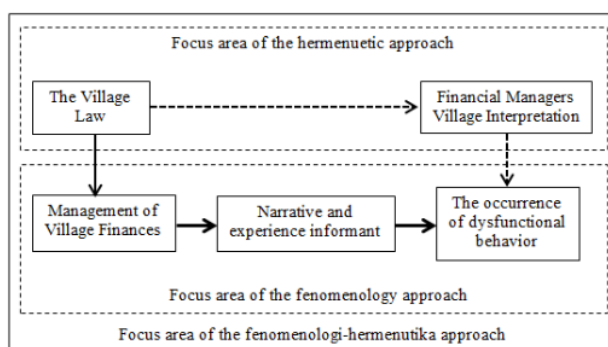 Focus area of the hermenuetic approach
The Village
Law
Financial Managers
Village Interpretation
Management of
Village Finances
Narrative and
experience informant
The occurrence
of dysfunctional
behavior
Focus area of the fenomenology approach
Focus area of the fenomenologi-hermenutika approach